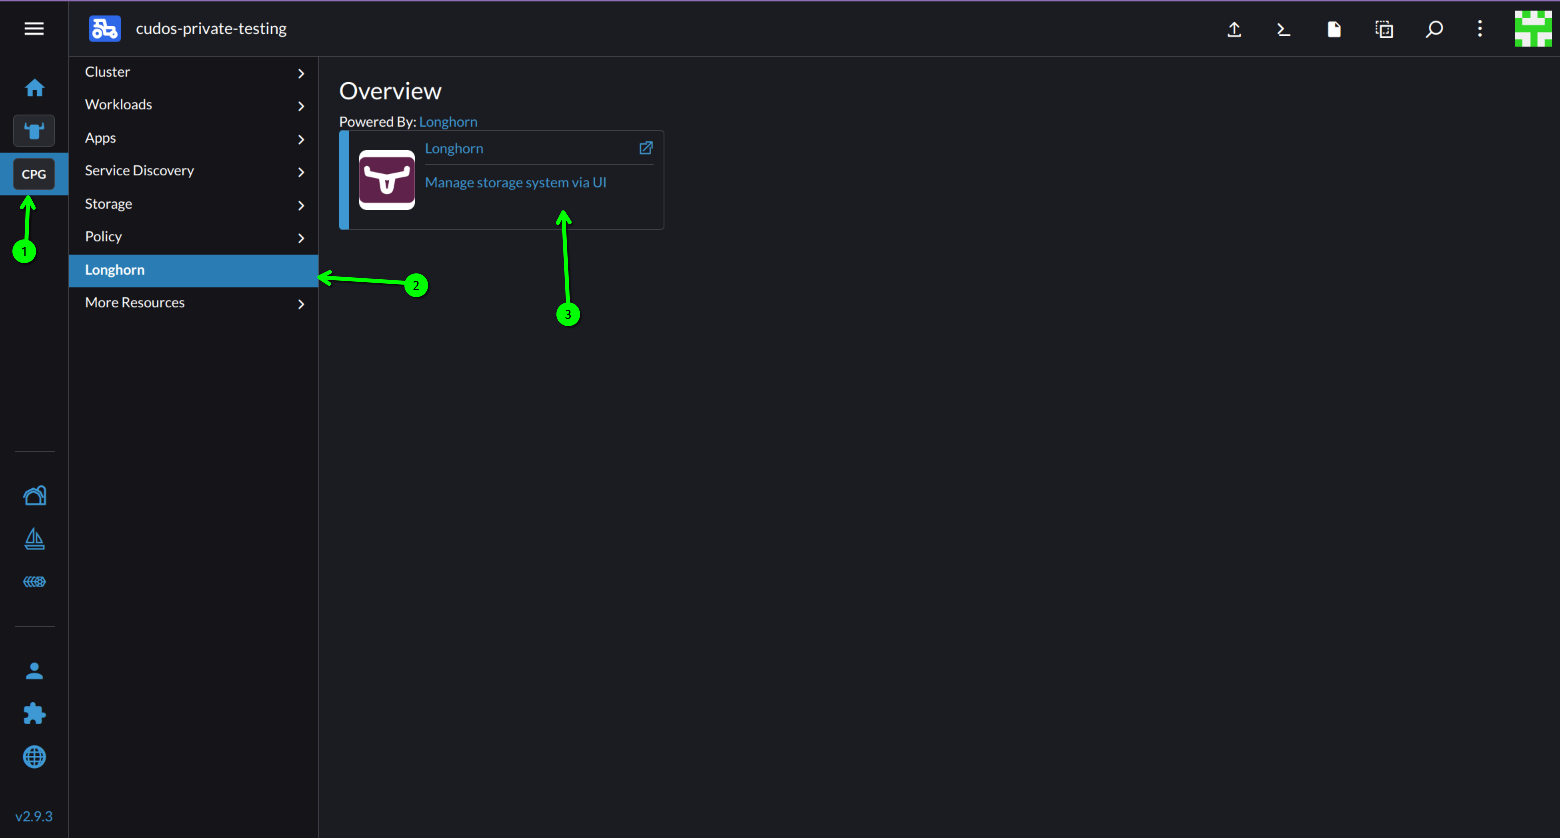 cudos-private-testing
CPG
1
v2.9.3
Cluster
Workloads
Apps
Service Discovery
Storage
Policy
Longhorn
More Resources
2
Overview
Powered By: Longhorn
Longhorn
Manage storage system via UI
3